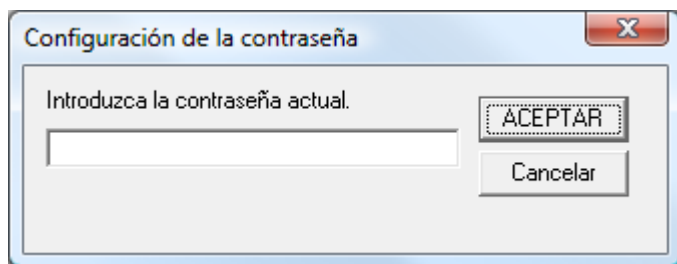 Configuración de la contraseña
Introduzca la contraseña actual.
ACEPTAR
Cancelar